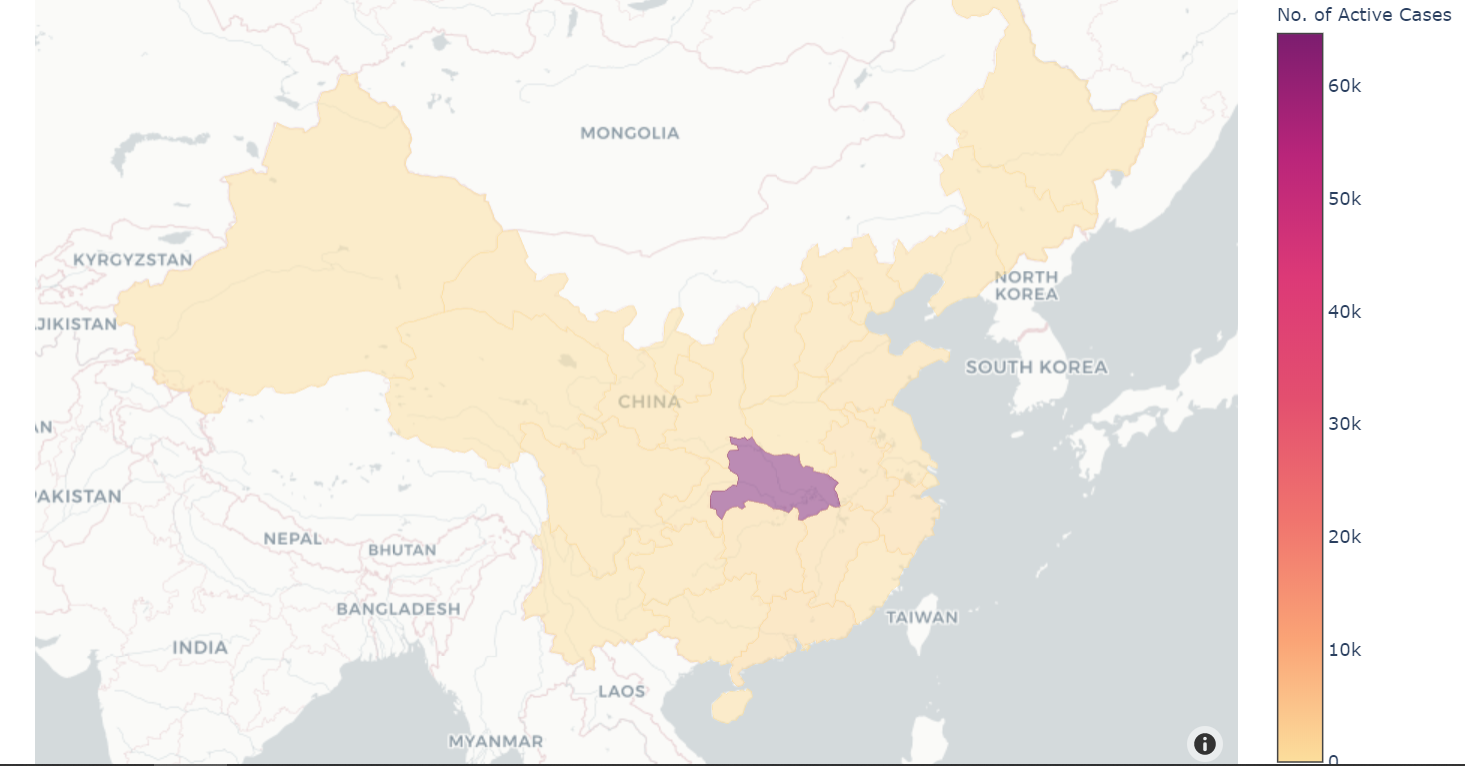 No. of Active Cases
60k
50k
40k
30k
20k
10k
0
MONGOLIA
KYRGYZSTAN
NORTH
KOREA
JIKISTAN
SOUTH KOREA
CHINA
AN
PAKISTAN
NEPAL
BHUTAN
BANGLADESH
TAIWAN
INDIA
LAOS
MYANMAR